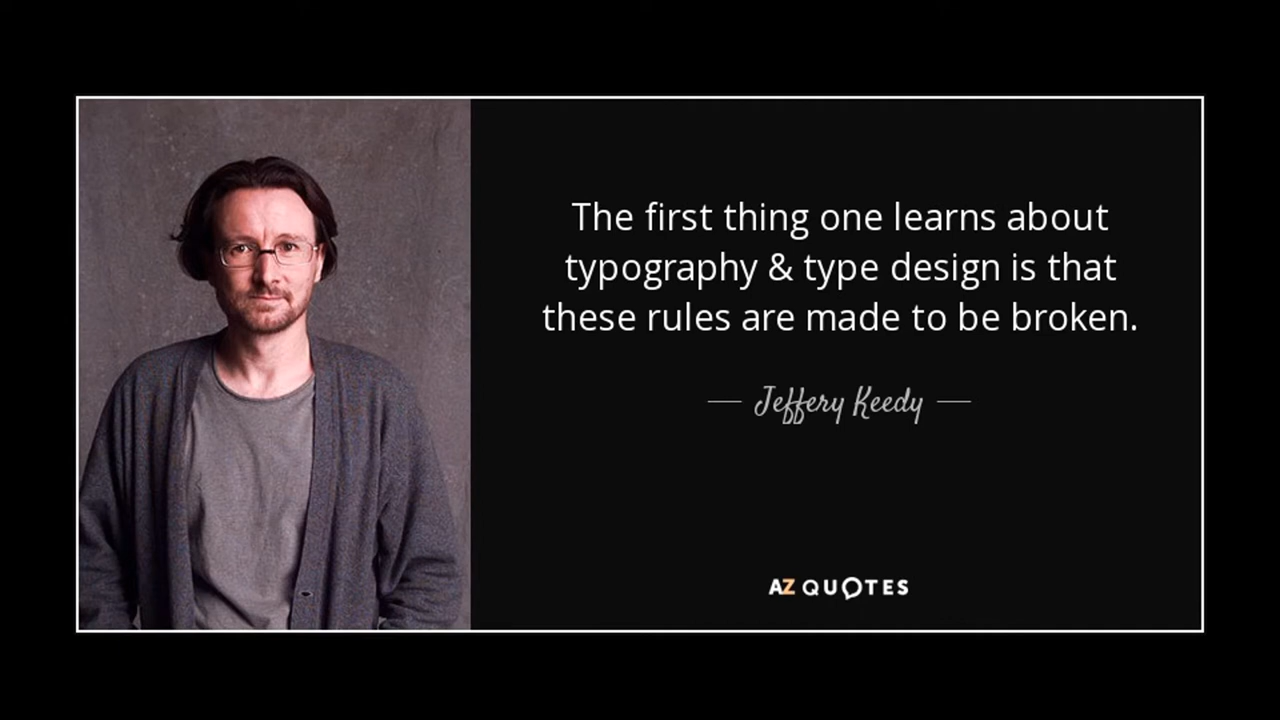 The first thing one learns about
typography & type design is that
these rules are made to be broken.
— Jeffery Keedy —
AZ QUOTES